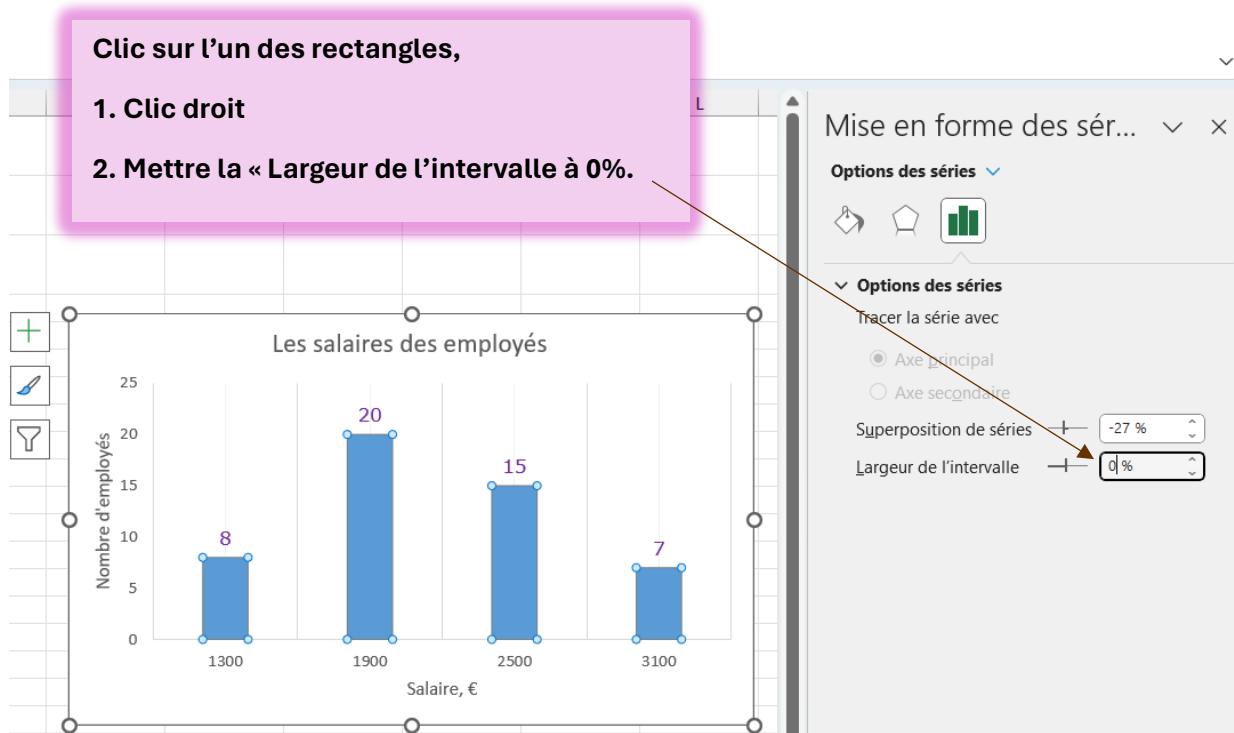 Clic sur l’un des rectangles,
1. Clic droit
2. Mettre la « Largeur de l’intervalle à 0%.
L
Mise en forme des sér...
Options des séries
Options des séries
Tracer la série avec
Axe principal
Axe secondaire
Superposition de séries -27 %
Largeur de l’intervalle 0 %
Les salaires des employés
Nombre d'employés
25
20
15
10
5
0
8
20
15
7
1300 1900 2500 3100
Salaire, €